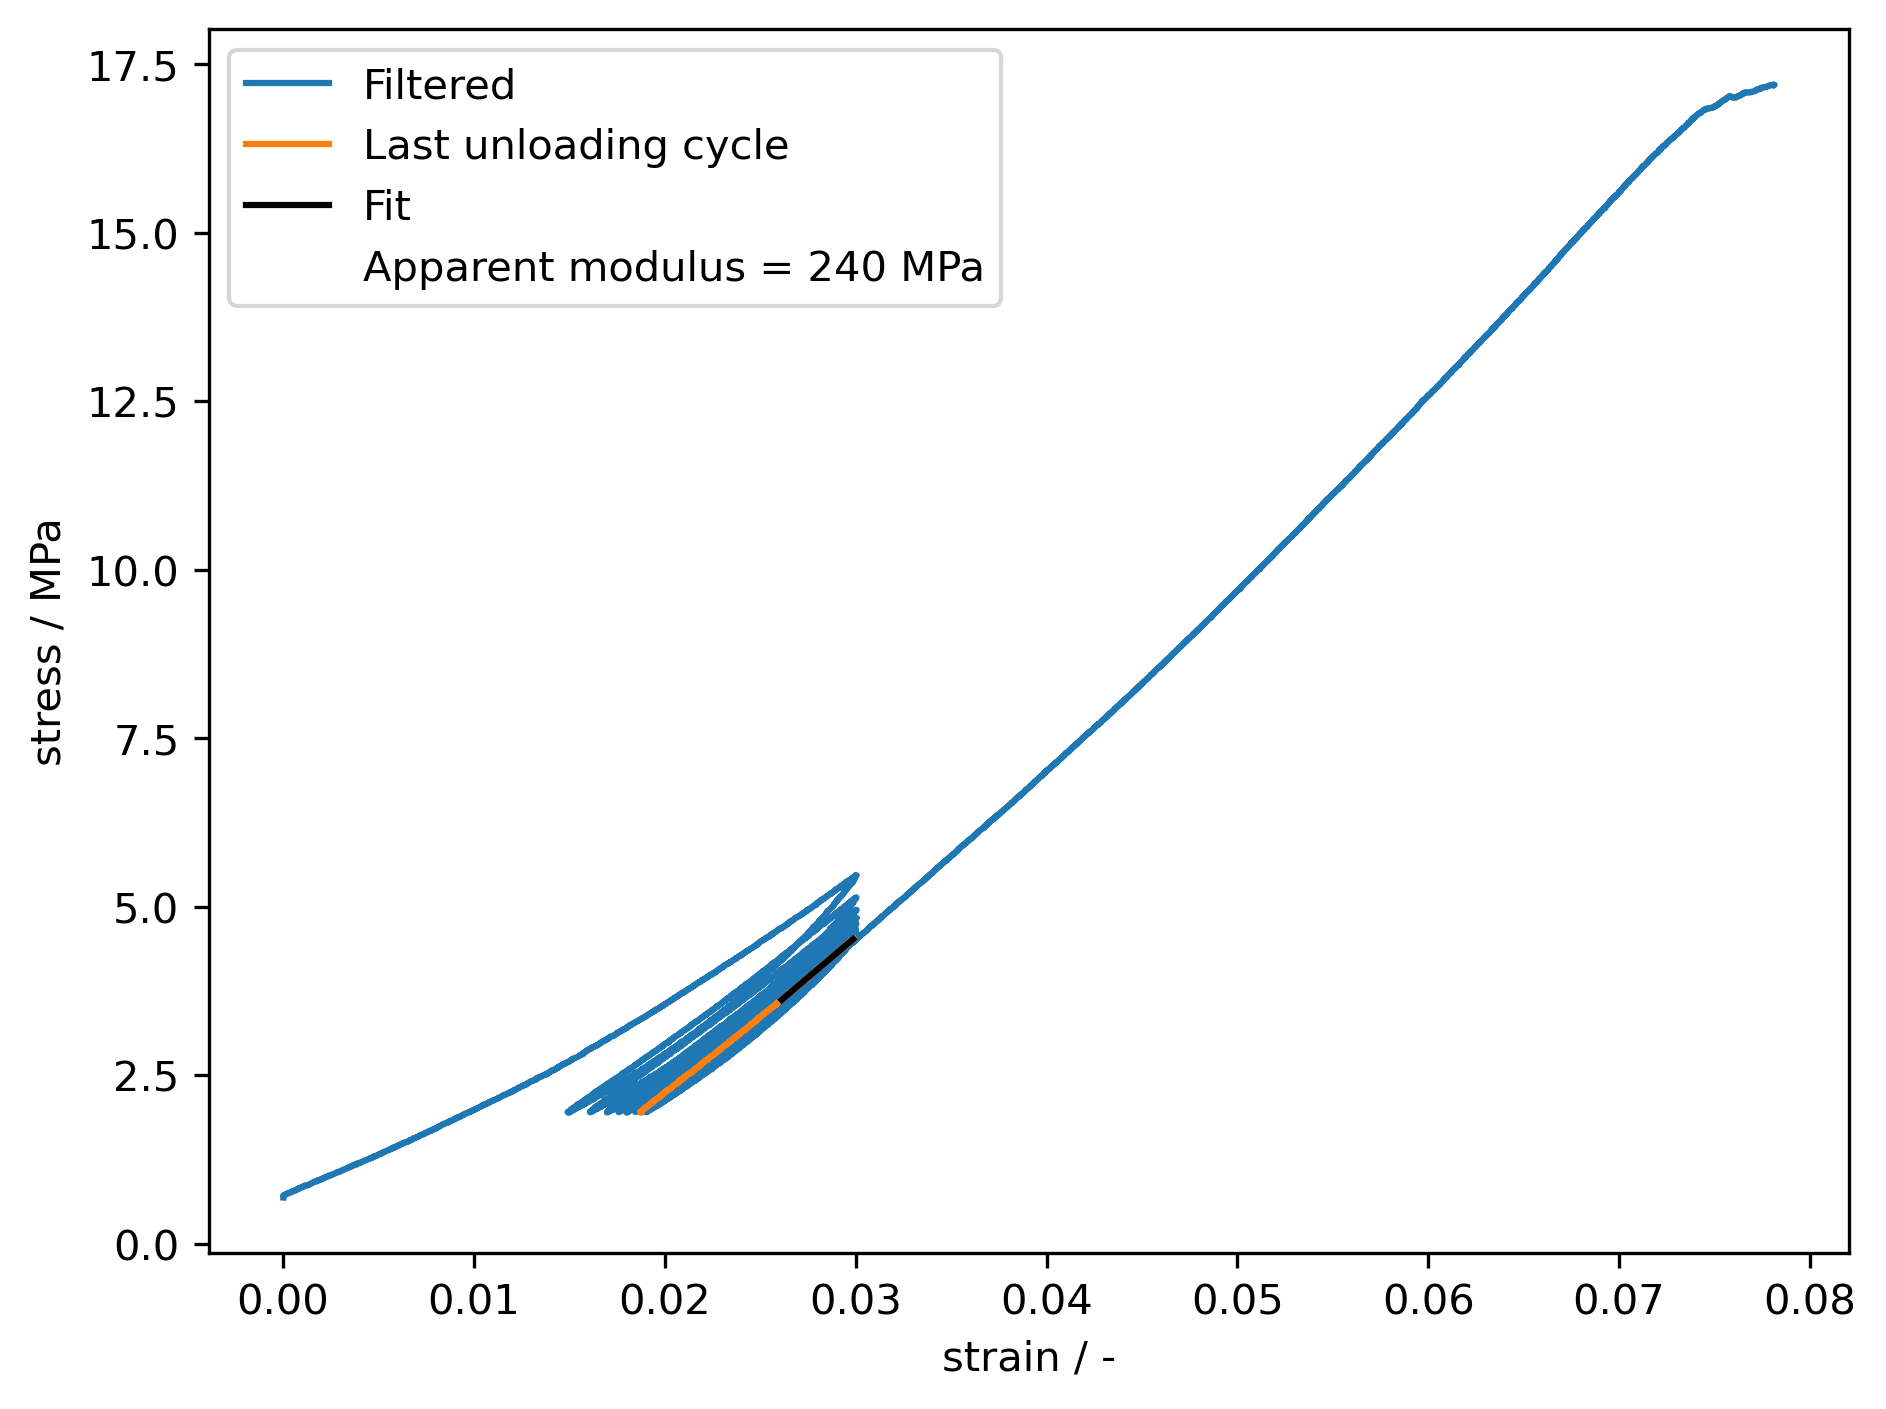 Filtered
Last unloading cycle
Fit
Apparent modulus = 240 MPa
17.5
15.0
12.5
10.0
7.5
5.0
2.5
0.0
stress / MPa
0.00 0.01 0.02 0.03 0.04 0.05 0.06 0.07 0.08
strain / -